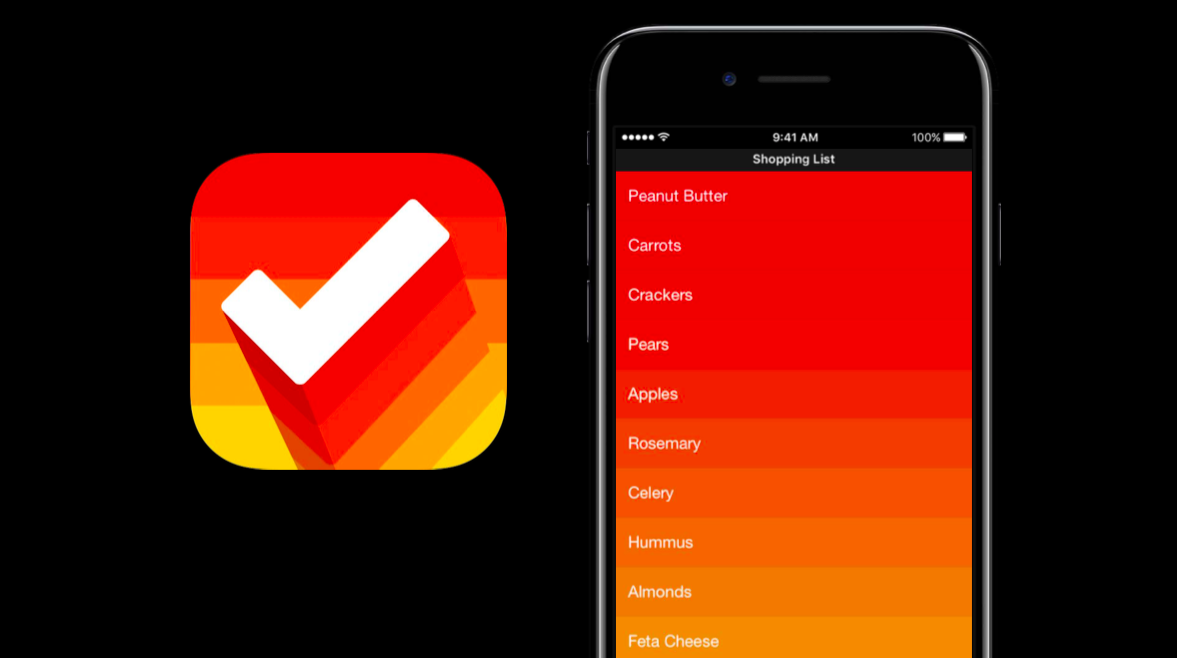 9:41 AM
100%
Shopping List
Peanut Butter
Carrots
Crackers
Pears
Apples
Rosemary
Celery
Hummus
Almonds
Feta Cheese